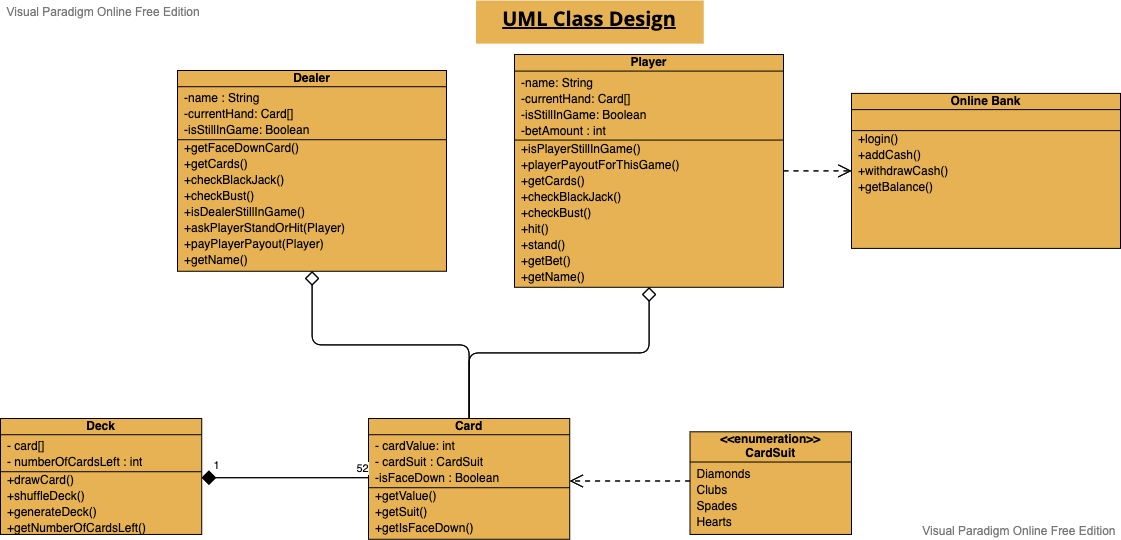 Visual Paradigm Online Free Edition
UML Class Design
Dealer
-name : String
-currentHand: Card[]
-isStillInGame: Boolean
+getFaceDownCard()
+getCards()
+checkBlackJack()
+checkBust()
+isDealerStillInGame()
+askPlayerStandOrHit(Player)
+payPlayerPayout(Player)
+getName()
Player
-name: String
-currentHand: Card[]
-isStillInGame: Boolean
-betAmount : int
+isPlayerStillInGame()
+playerPayoutForThisGame()
+getCards()
+checkBlackJack()
+checkBust()
+hit()
+stand()
+getBet()
+getName()
Online Bank
+login()
+addCash()
+withdrawCash()
+getBalance()
Deck
- card[]
- numberOfCardsLeft : int
+drawCard()
+shuffleDeck()
+generateDeck()
+getNumberOfCardsLeft()
1
52
Card
- cardValue: int
- cardSuit : CardSuit
-isFaceDown : Boolean
+getValue()
+getSuit()
+getIsFaceDown()
<<enumeration>>
CardSuit
Diamonds
Clubs
Spades
Hearts
Visual Paradigm Online Free Edition